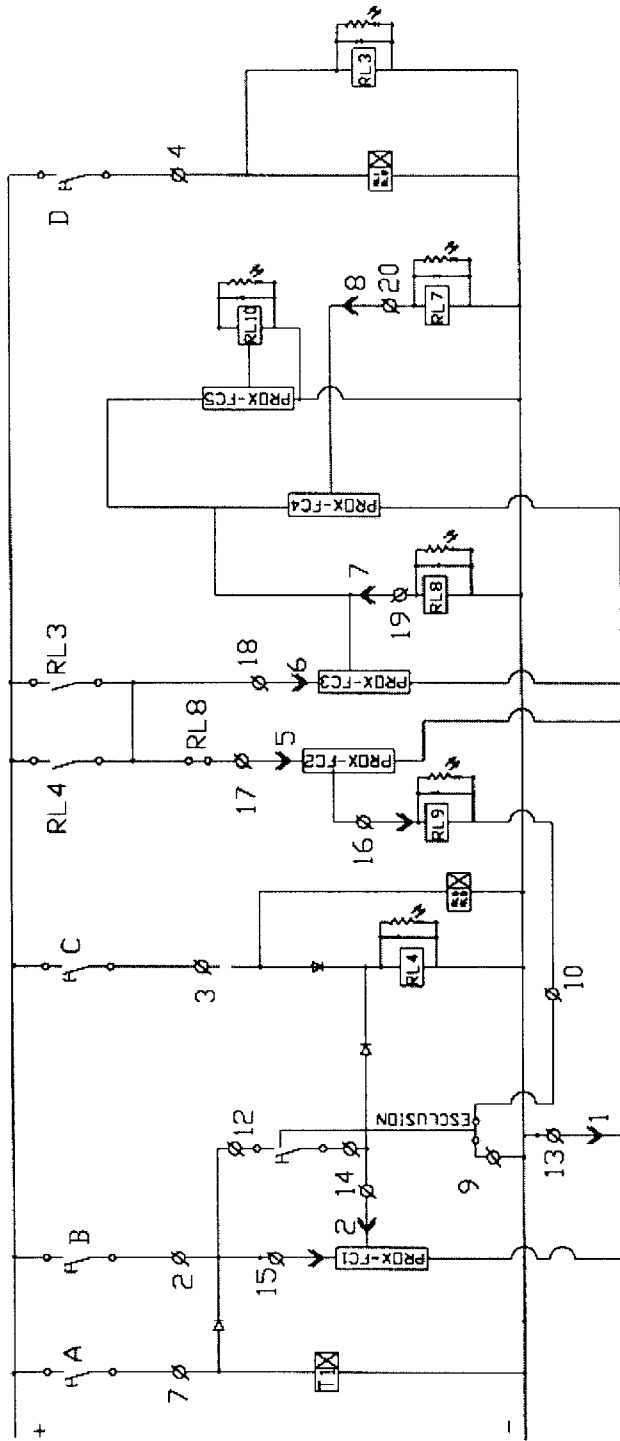 +
-
A
7
T1
B
2
15
PROX-FC1
2
14
12
ESCLUSION
9
13
1
10
C
3
RL4
RL9
16
RL4
RL8
17
5
PROX-FC2
RL3
18
6
PROX-FC3
7
19
RL8
PROX-FC4
PROX-FC5
RL10
8
20
RL7
D
4
RL3